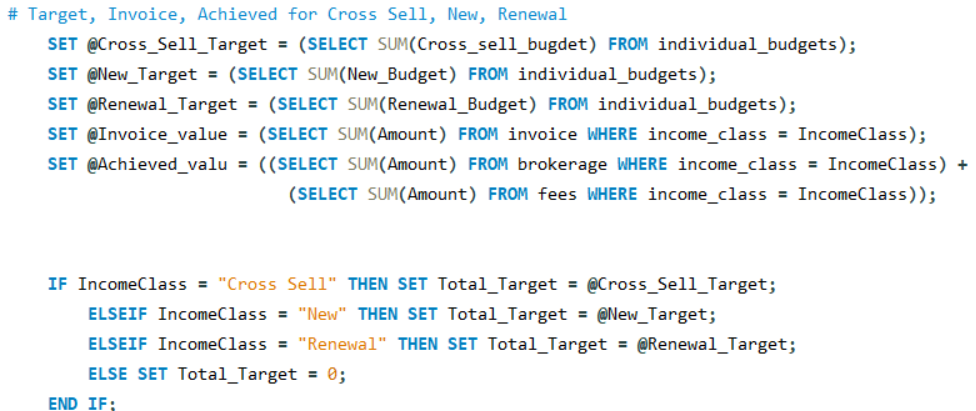 # Target, Invoice, Achieved for Cross Sell, New, Renewal
SET @Cross_Sell_Target = (SELECT SUM(Cross_sell_bugdet) FROM individual_budgets);
SET @New_Target = (SELECT SUM(New_Budget) FROM individual_budgets);
SET @Renewal_Target = (SELECT SUM(Renewal_Budget) FROM individual_budgets);
SET @Invoice_value = (SELECT SUM(Amount) FROM invoice WHERE income_class = IncomeClass);
SET @Achieved_valu = ((SELECT SUM(Amount) FROM brokerage WHERE income_class = IncomeClass) +
(SELECT SUM(Amount) FROM fees WHERE income_class = IncomeClass));
IF IncomeClass = "Cross Sell" THEN SET Total_Target = @Cross_Sell_Target;
ELSEIF IncomeClass = "New" THEN SET Total_Target = @New_Target;
ELSEIF IncomeClass = "Renewal" THEN SET Total_Target = @Renewal_Target;
ELSE SET Total_Target = 0;
END IF;